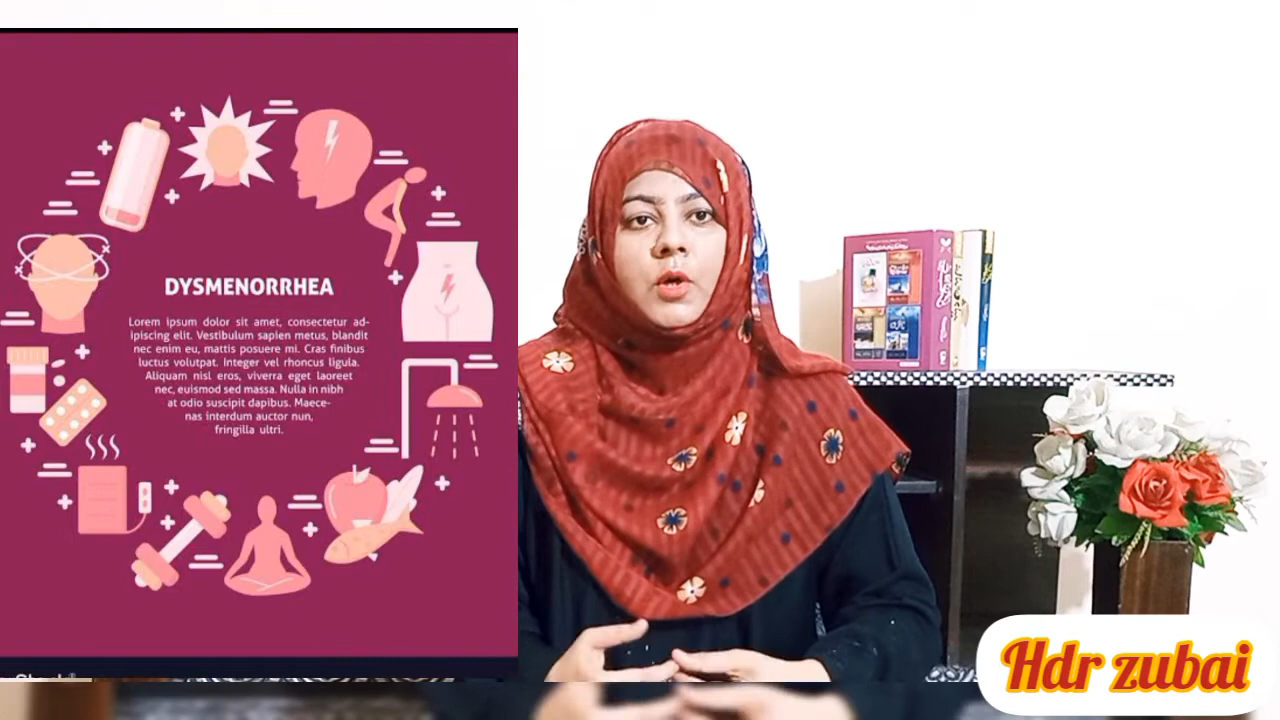 DYSMENORRHEA
Lorem ipsum dolor sit amet, consectetur ad-
ipiscing elit. Vestibulum sapien metus, blandit
nec enim eu, mattis posuere mi. Cras finibus
luctus volutpat. Integer vel rhoncus ligula.
Aliquam nisl eros, viverra eget laoreet
nec, euismod sed massa. Nulla in nibh
at odio suscipit dapibus. Maece-
nas interdum auctor nun,
fringilla ultri.
Hdr zubai